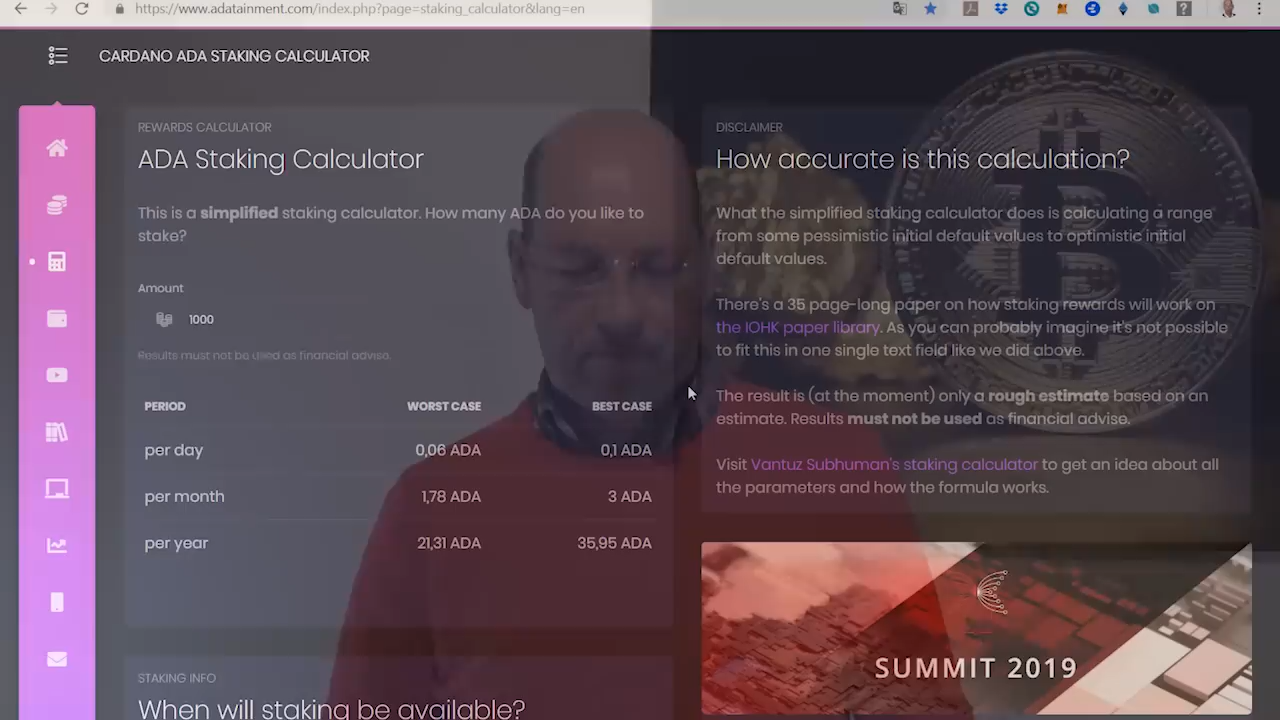 https://www.adatainment.com/index.php?page=staking_calculator&lang=en
CARDANO ADA STAKING CALCULATOR
REWARDS CALCULATOR
ADA Staking Calculator
This is a simplified staking calculator. How many ADA do you like to
stake?
Amount
1000
Results must not be used as financial advise.
PERIOD WORST CASE BEST CASE
per day 0,06 ADA 0,1 ADA
per month 1,78 ADA 3 ADA
per year 21,31 ADA 35,95 ADA
STAKING INFO
When will staking be available?
DISCLAIMER
How accurate is this calculation?
What the simplified staking calculator does is calculating a range
from some pessimistic initial default values to optimistic initial
default values.
There's a 35 page-long paper on how staking rewards will work on
the IOHK paper library. As you can probably imagine it's not possible
to fit this in one single text field like we did above.
The result is (at the moment) only a rough estimate based on an
estimate. Results must not be used as financial advise.
Visit Vantuz Subhuman's staking calculator to get an idea about all
the parameters and how the formula works.
SUMMIT 2019